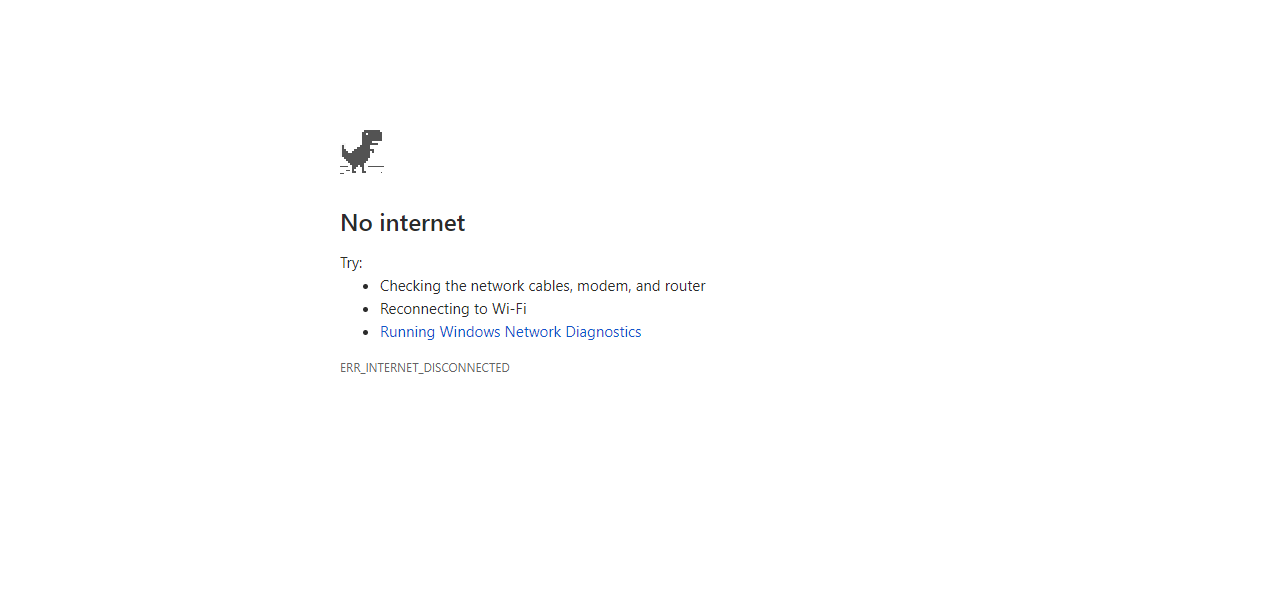 No internet
Try:
• Checking the network cables, modem, and router
• Reconnecting to Wi-Fi
• Running Windows Network Diagnostics
ERR_INTERNET_DISCONNECTED